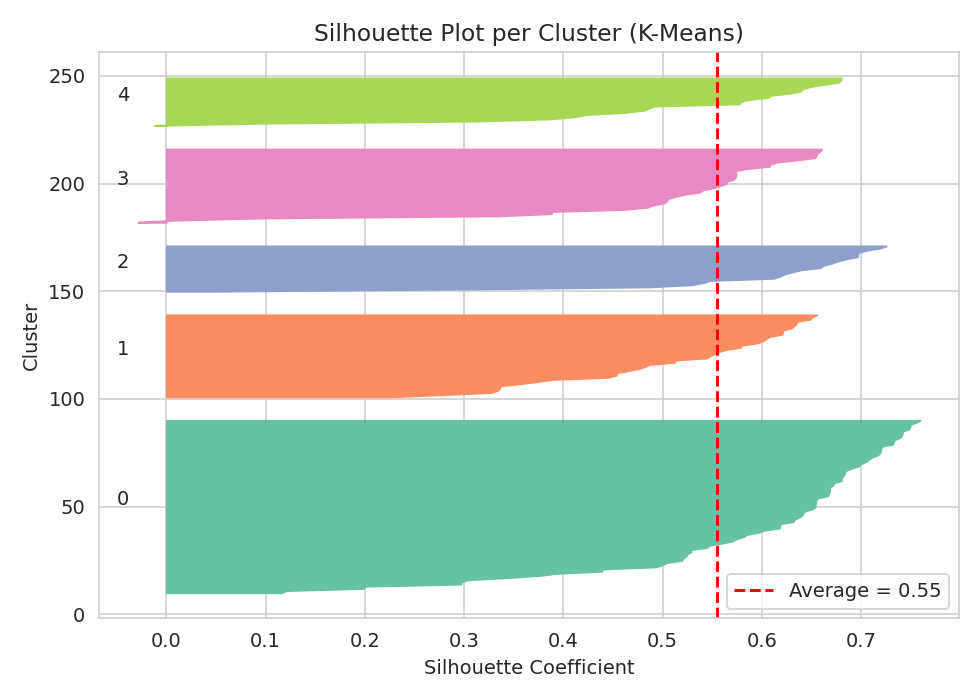 Silhouette Plot per Cluster (K-Means)
250
4
200
3
2
150
1
100
0
50
0
Cluster
Average = 0.55
0.0 0.1 0.2 0.3 0.4 0.5 0.6 0.7
Silhouette Coefficient